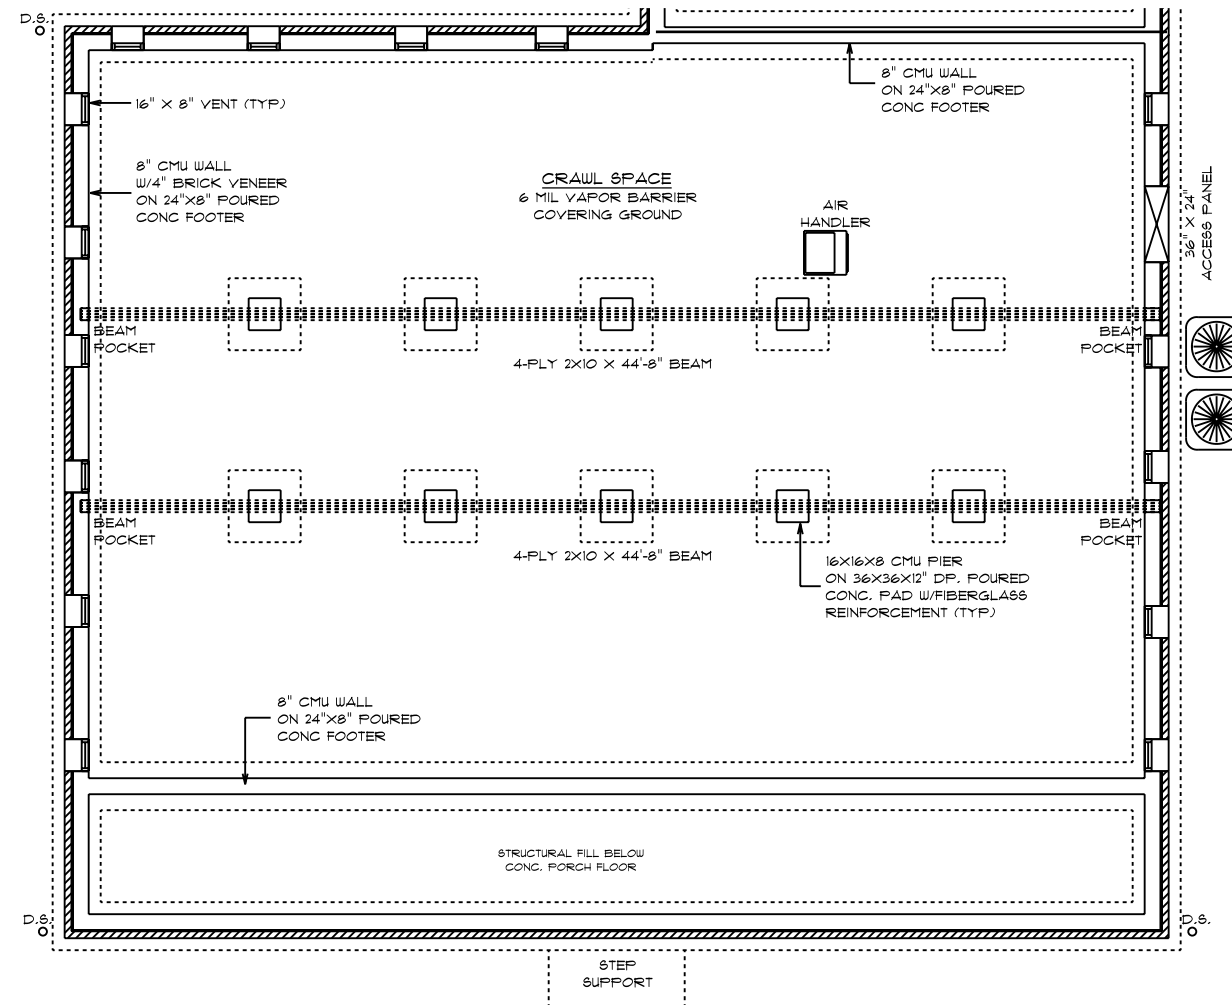 D.S.
8" CMU WALL
ON 24"X8" POURED
CONC FOOTER
16" X 8" VENT (TYP)
8" CMU WALL
W/4" BRICK VENEER
ON 24"X8" POURED
CONC FOOTER
CRAWL SPACE
6 MIL VAPOR BARRIER
COVERING GROUND
AIR
HANDLER
36" X 24"
ACCESS PANEL
BEAM
POCKET
BEAM
POCKET
4-PLY 2X10 X 44'-8" BEAM
BEAM
POCKET
BEAM
POCKET
4-PLY 2X10 X 44'-8" BEAM
16X16X8 CMU PIER
ON 36X36X12" DP. POURED
CONC. PAD W/FIBERGLASS
REINFORCEMENT (TYP)
8" CMU WALL
ON 24"X8" POURED
CONC FOOTER
STRUCTURAL FILL BELOW
CONC. PORCH FLOOR
D.S.
D.S.
STEP
SUPPORT